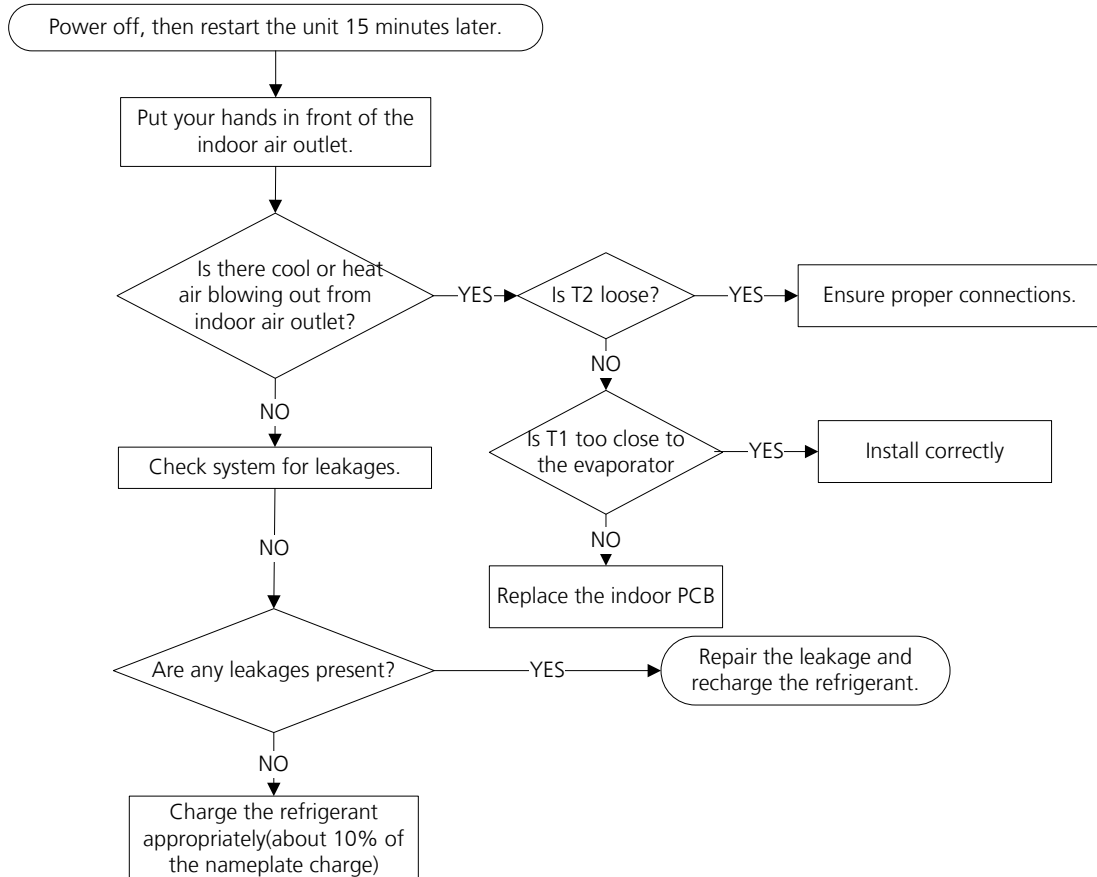 Power off, then restart the unit 15 minutes later.
Put your hands in front of the
indoor air outlet.
Is there cool or heat
air blowing out from
indoor air outlet?
YES
Is T2 loose?
YES
Ensure proper connections.
NO
NO
Is T1 too close to
the evaporator
YES
Install correctly
Check system for leakages.
NO
NO
Replace the indoor PCB
Are any leakages present?
YES
Repair the leakage and
recharge the refrigerant.
NO
Charge the refrigerant
appropriately(about 10% of
the nameplate charge)